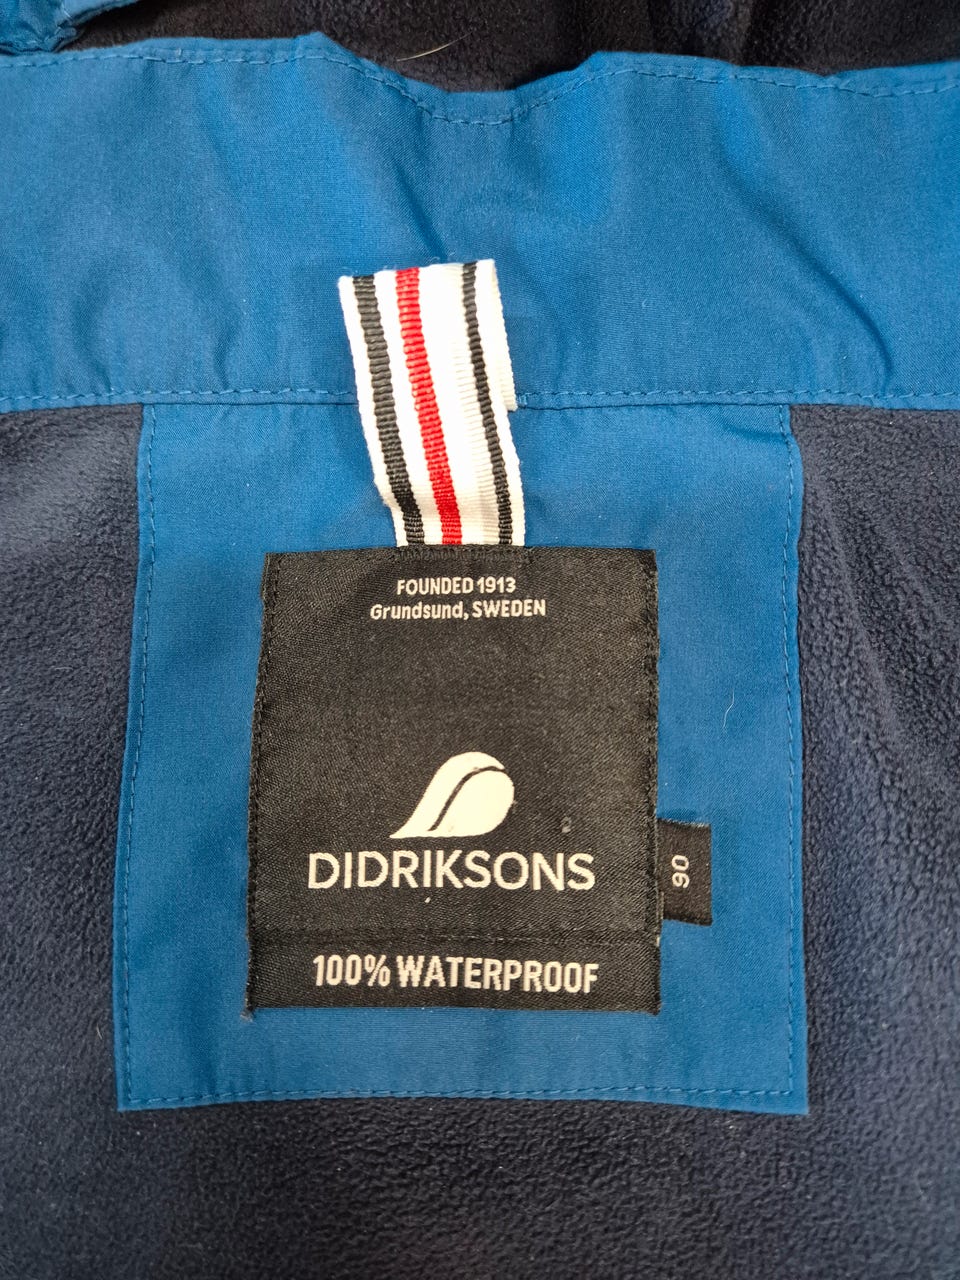 FOUNDED 1913
Grundsund, SWEDEN
DIDRIKSONS
90
100% WATERPROOF